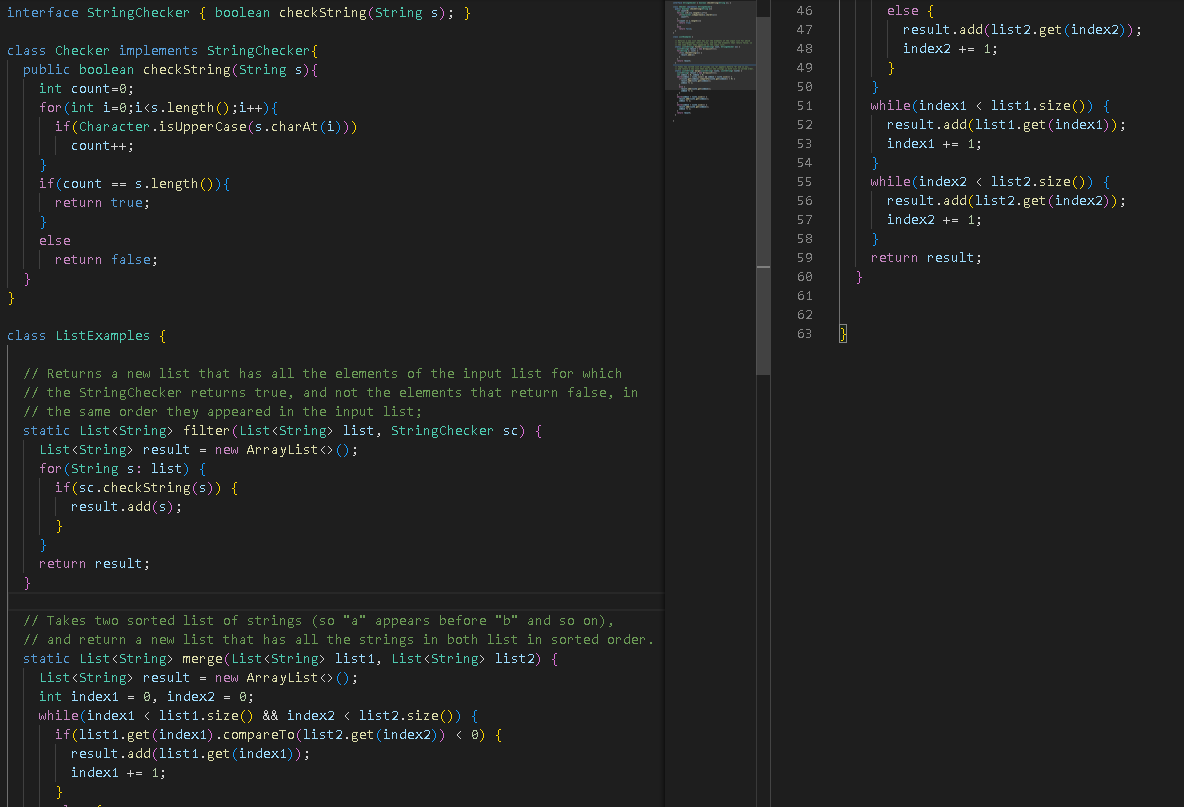 interface StringChecker { boolean checkString(String s); }
class Checker implements StringChecker{
public boolean checkString(String s){
int count=0;
for(int i=0;i<s.length();i++){
if(Character.isUpperCase(s.charAt(i)))
count++;
}
if(count == s.length()){
return true;
}
else
return false;
}
}
class ListExamples {
// Returns a new list that has all the elements of the input list for which
// the StringChecker returns true, and not the elements that return false, in
// the same order they appeared in the input list;
static List<String> filter(List<String> list, StringChecker sc) {
List<String> result = new ArrayList<>();
for(String s: list) {
if(sc.checkString(s)) {
result.add(s);
}
}
return result;
}
// Takes two sorted list of strings (so "a" appears before "b" and so on),
// and return a new list that has all the strings in both list in sorted order.
static List<String> merge(List<String> list1, List<String> list2) {
List<String> result = new ArrayList<>();
int index1 = 0, index2 = 0;
while(index1 < list1.size() && index2 < list2.size()) {
if(list1.get(index1).compareTo(list2.get(index2)) < 0) {
result.add(list1.get(index1));
index1 += 1;
}
46 else {
47 result.add(list2.get(index2));
48 index2 += 1;
49 }
50 }
51 while(index1 < list1.size()) {
52 result.add(list1.get(index1));
53 index1 += 1;
54 }
55 while(index2 < list2.size()) {
56 result.add(list2.get(index2));
57 index2 += 1;
58 }
59 return result;
60 }
61
62
63 }